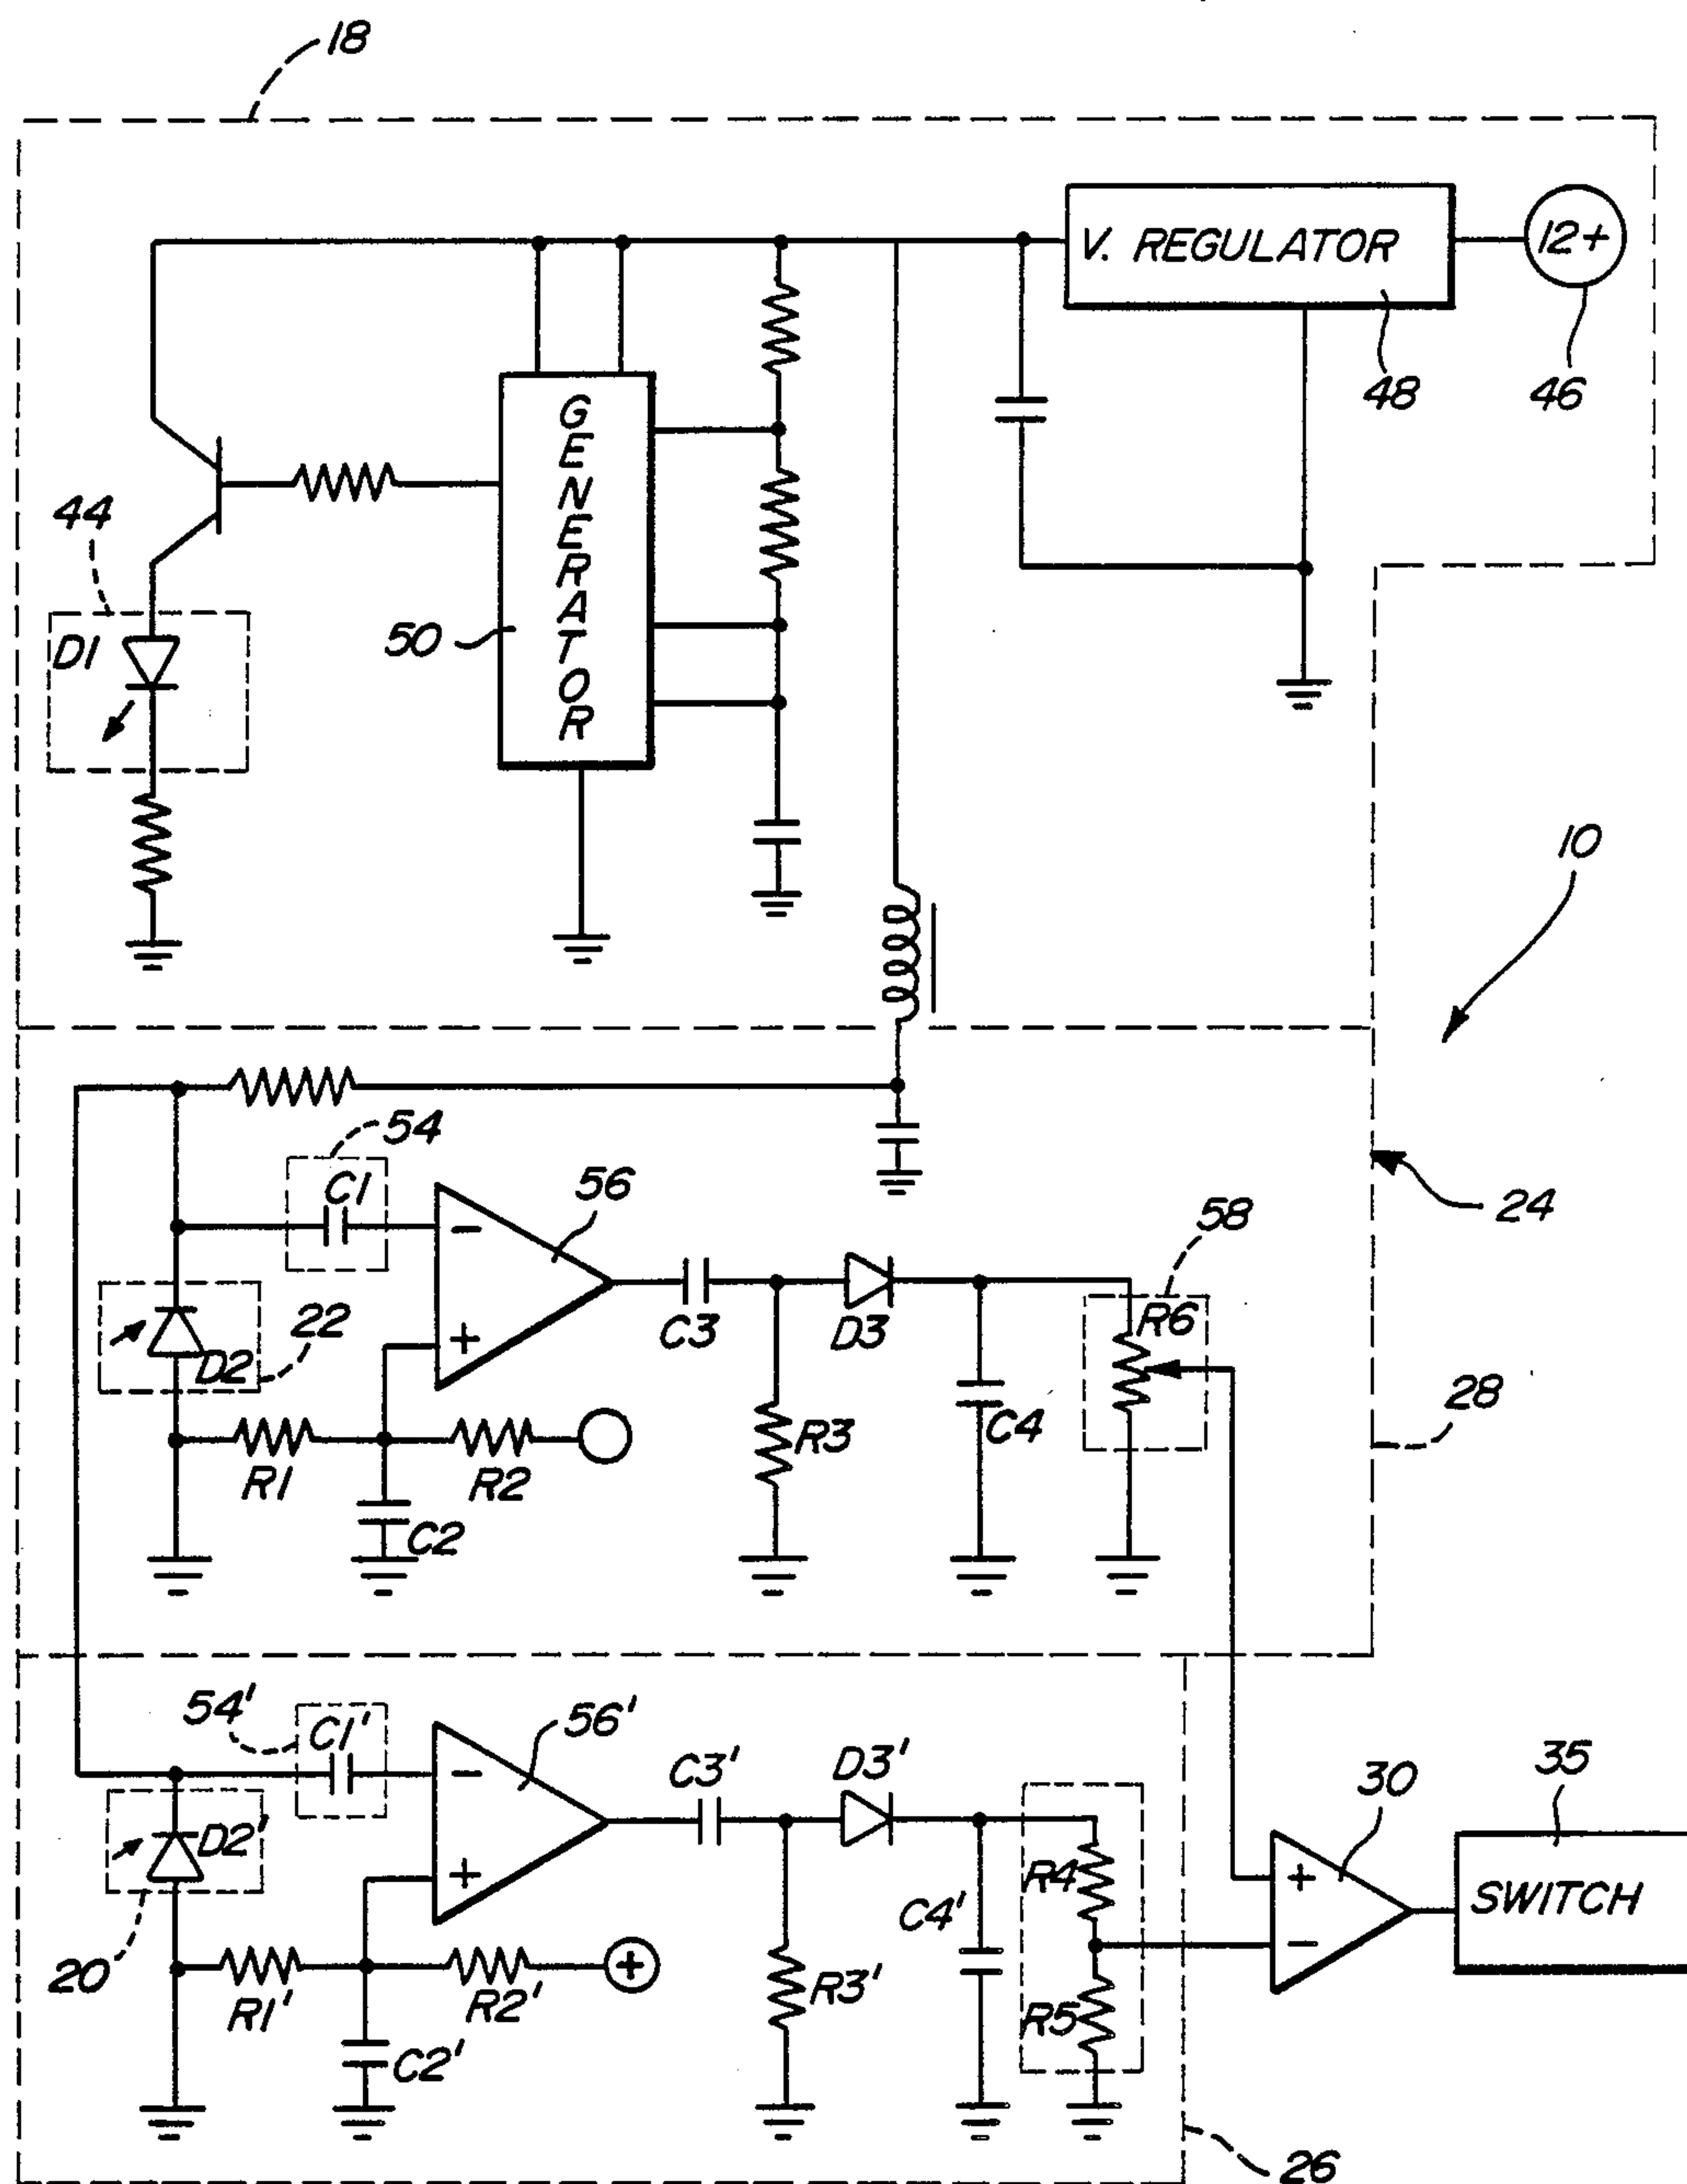 18
V. REGULATOR
12+
48
46
GENERATOR
44
D1
50
10
54
C1
56
-
+
58
24
22
D2
C3
D3
R6
28
R1
R2
R3
C4
C2
54'
C1'
56'
-
+
C3'
D3'
30
35
D2'
R4
+
-
SWITCH
20
R1'
R2'
+
R3'
C4'
R5
C2'
26